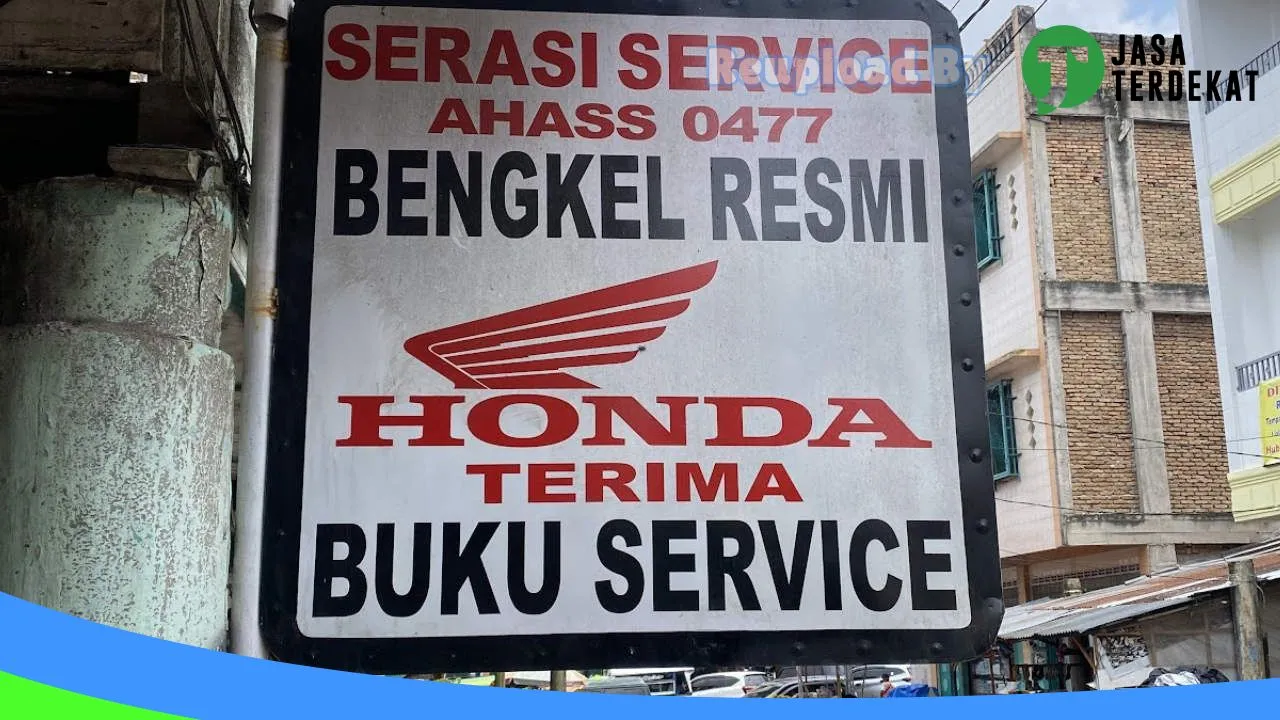 SERASI SERVICE
AHASS 0477
BENGKEL RESMI
HONDA
TERIMA
BUKU SERVICE
JASA
TERDEKAT